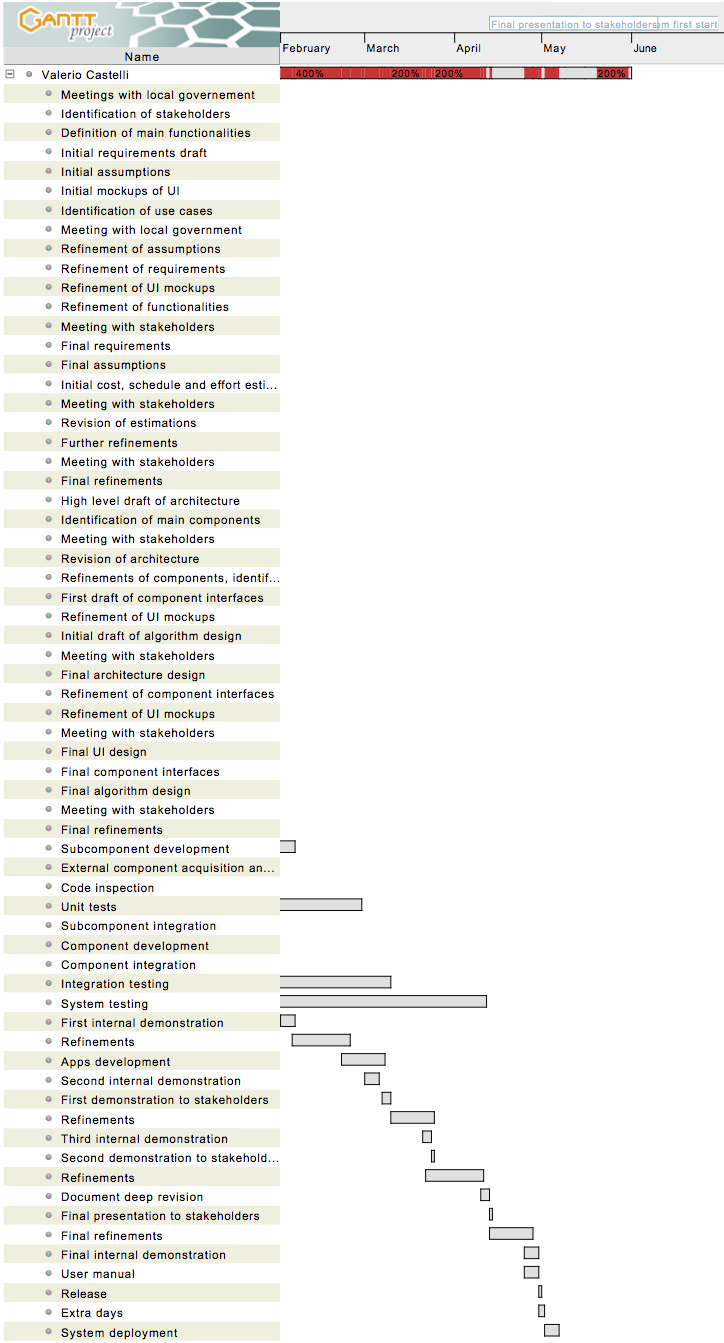 GANTT
project
Final presentation to stakeholders m first start
February March April May June
Name
Valerio Castelli 400% 200% 200% 200%
Meetings with local governement
Identification of stakeholders
Definition of main functionalities
Initial requirements draft
Initial assumptions
Initial mockups of UI
Identification of use cases
Meeting with local government
Refinement of assumptions
Refinement of requirements
Refinement of UI mockups
Refinement of functionalities
Meeting with stakeholders
Final requirements
Final assumptions
Initial cost, schedule and effort esti...
Meeting with stakeholders
Revision of estimations
Further refinements
Meeting with stakeholders
Final refinements
High level draft of architecture
Identification of main components
Meeting with stakeholders
Revision of architecture
Refinements of components, identif...
First draft of component interfaces
Refinement of UI mockups
Initial draft of algorithm design
Meeting with stakeholders
Final architecture design
Refinement of component interfaces
Refinement of UI mockups
Meeting with stakeholders
Final UI design
Final component interfaces
Final algorithm design
Meeting with stakeholders
Final refinements
Subcomponent development
External component acquisition an...
Code inspection
Unit tests
Subcomponent integration
Component development
Component integration
Integration testing
System testing
First internal demonstration
Refinements
Apps development
Second internal demonstration
First demonstration to stakeholders
Refinements
Third internal demonstration
Second demonstration to stakehold...
Refinements
Document deep revision
Final presentation to stakeholders
Final refinements
Final internal demonstration
User manual
Release
Extra days
System deployment